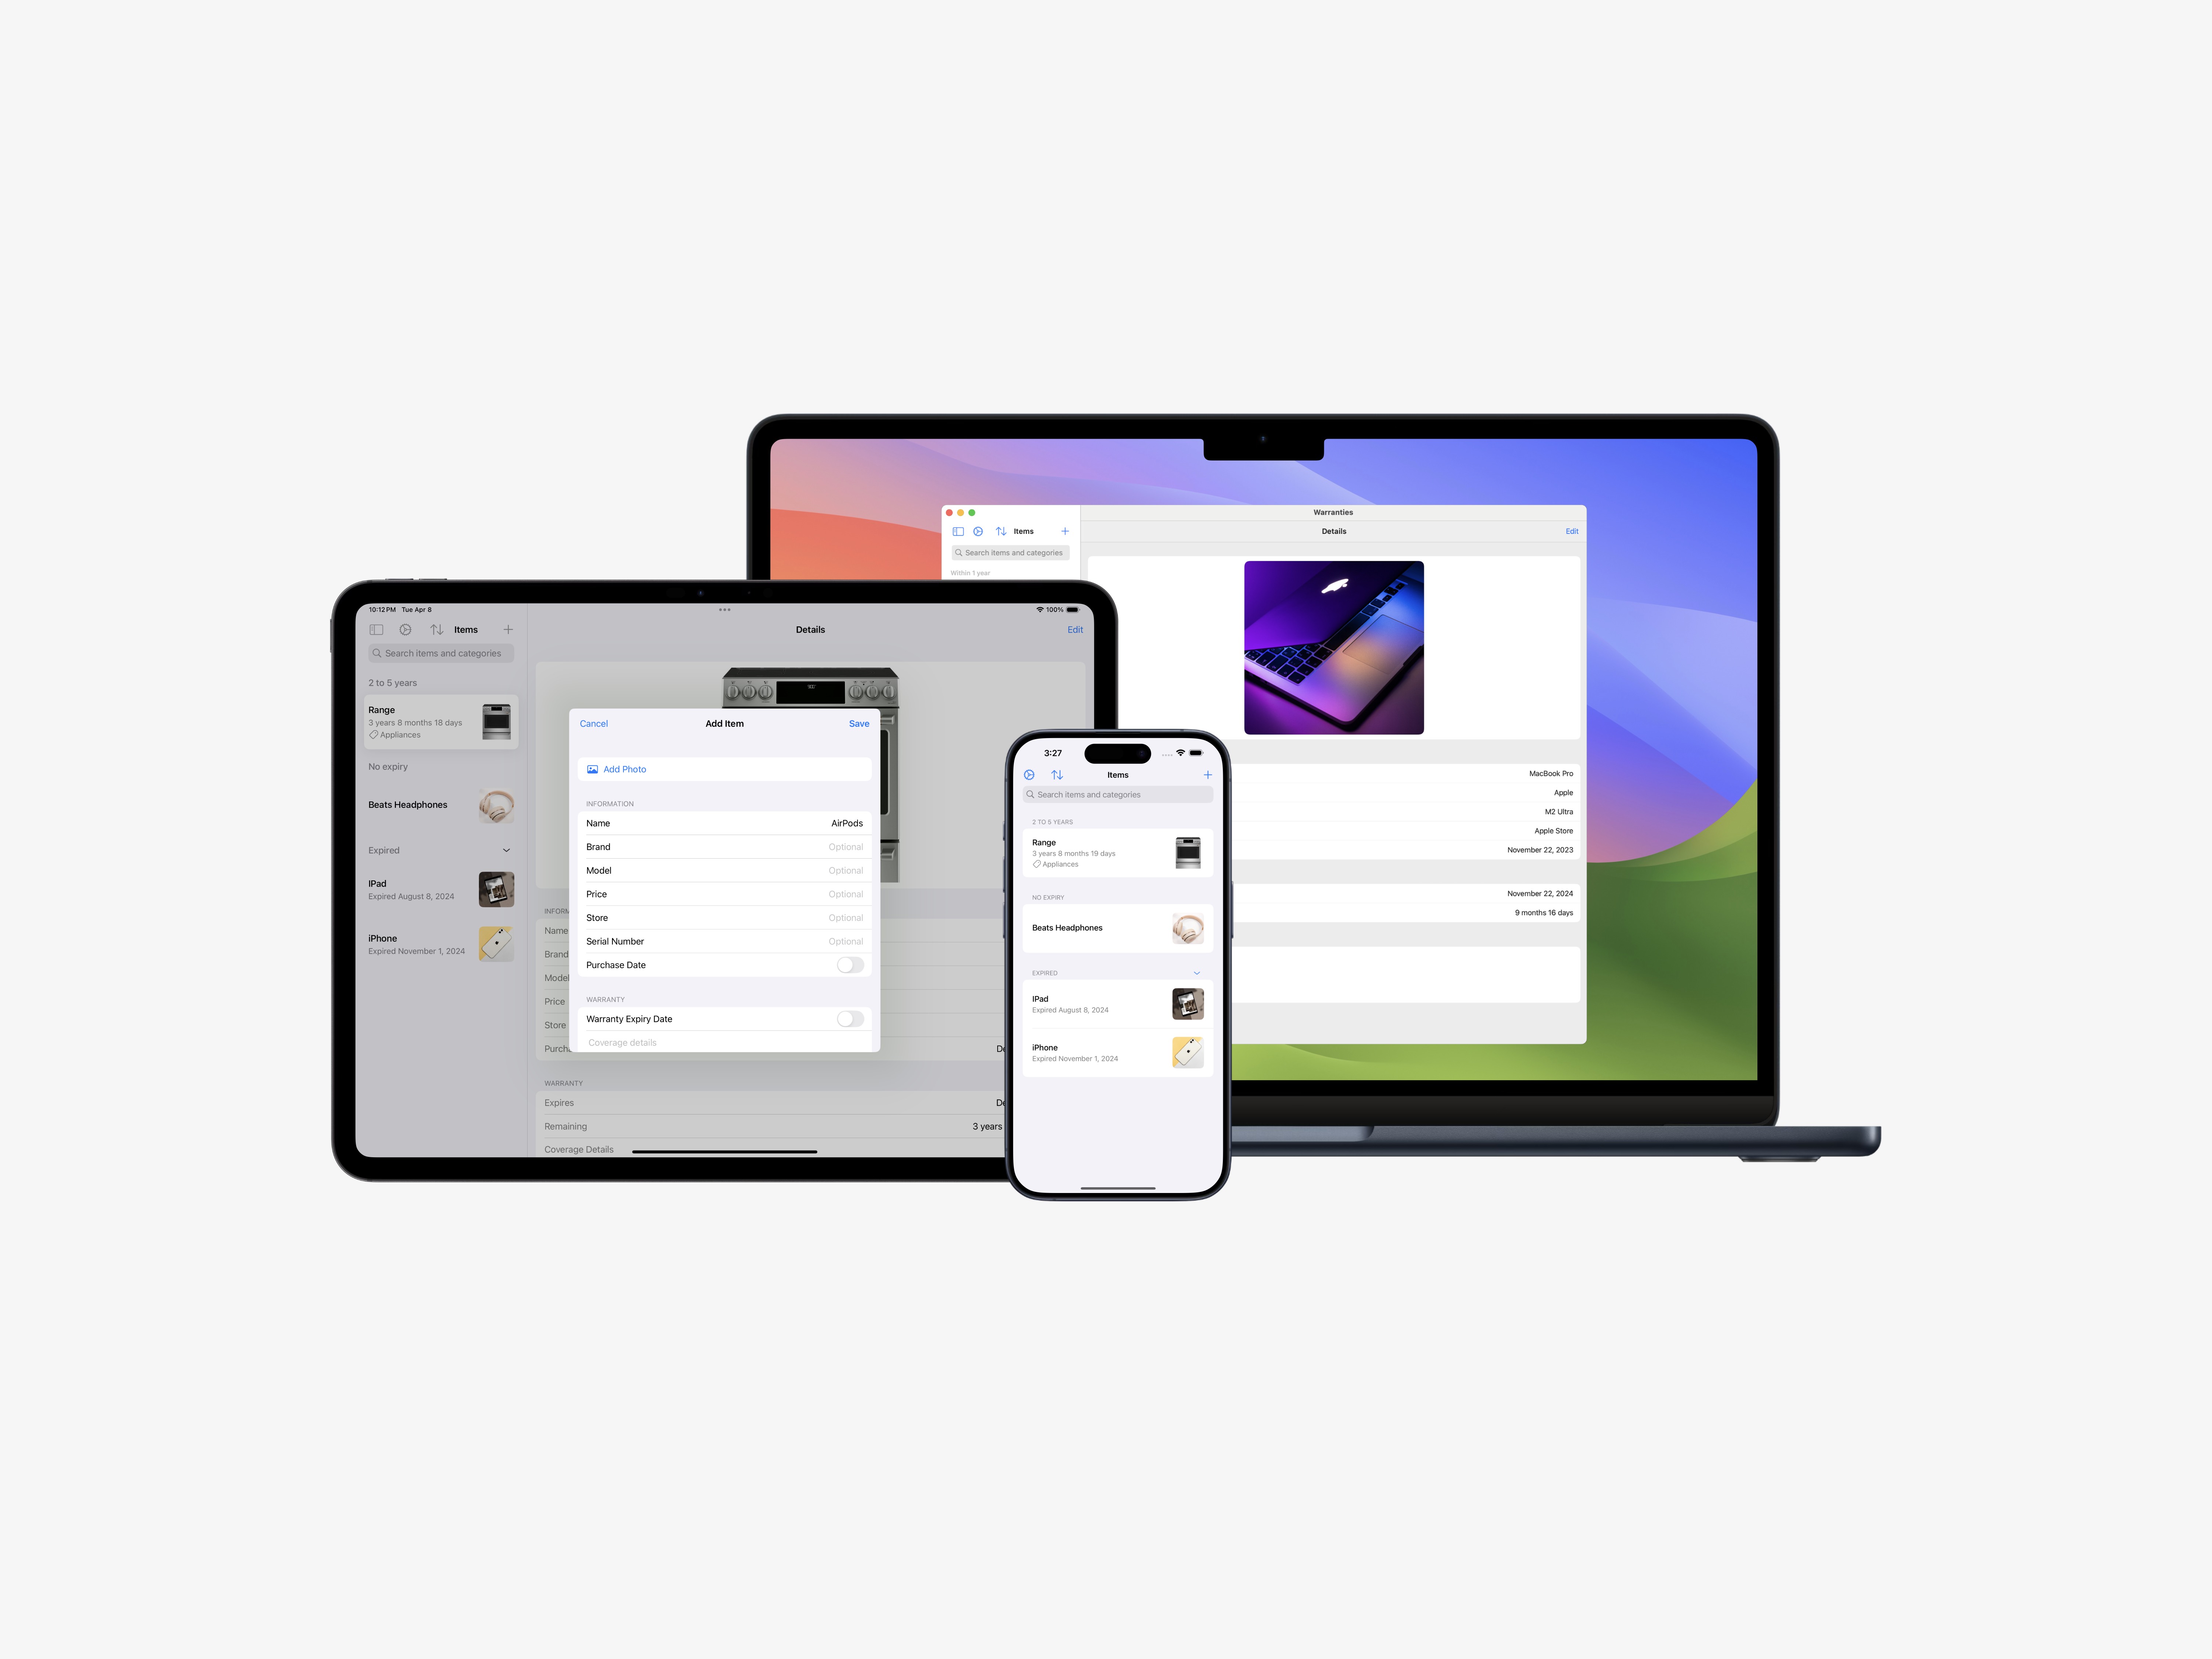 Warranties
Items
Details
Edit
Search items and categories
Within 1 year
MacBook Pro
Apple
M2 Ultra
Apple Store
November 22, 2023
November 22, 2024
9 months 16 days
10:12 PM Tue Apr 8
100%
Items
Details
Edit
Search items and categories
2 to 5 years
Range
3 years 8 months 18 days
Appliances
No expiry
Beats Headphones
Expired
IPad
Expired August 8, 2024
iPhone
Expired November 1, 2024
Cancel
Add Item
Save
Add Photo
INFORMATION
Name
AirPods
Brand
Optional
Model
Optional
Price
Optional
Store
Optional
Serial Number
Optional
Purchase Date
WARRANTY
Warranty Expiry Date
Coverage details
INFORM
Name
Brand
Model
Price
Store
Purch
De
WARRANTY
Expires
De
Remaining
3 years
Coverage Details
3:27
Items
Search items and categories
2 TO 5 YEARS
Range
3 years 8 months 19 days
Appliances
NO EXPIRY
Beats Headphones
EXPIRED
IPad
Expired August 8, 2024
iPhone
Expired November 1, 2024